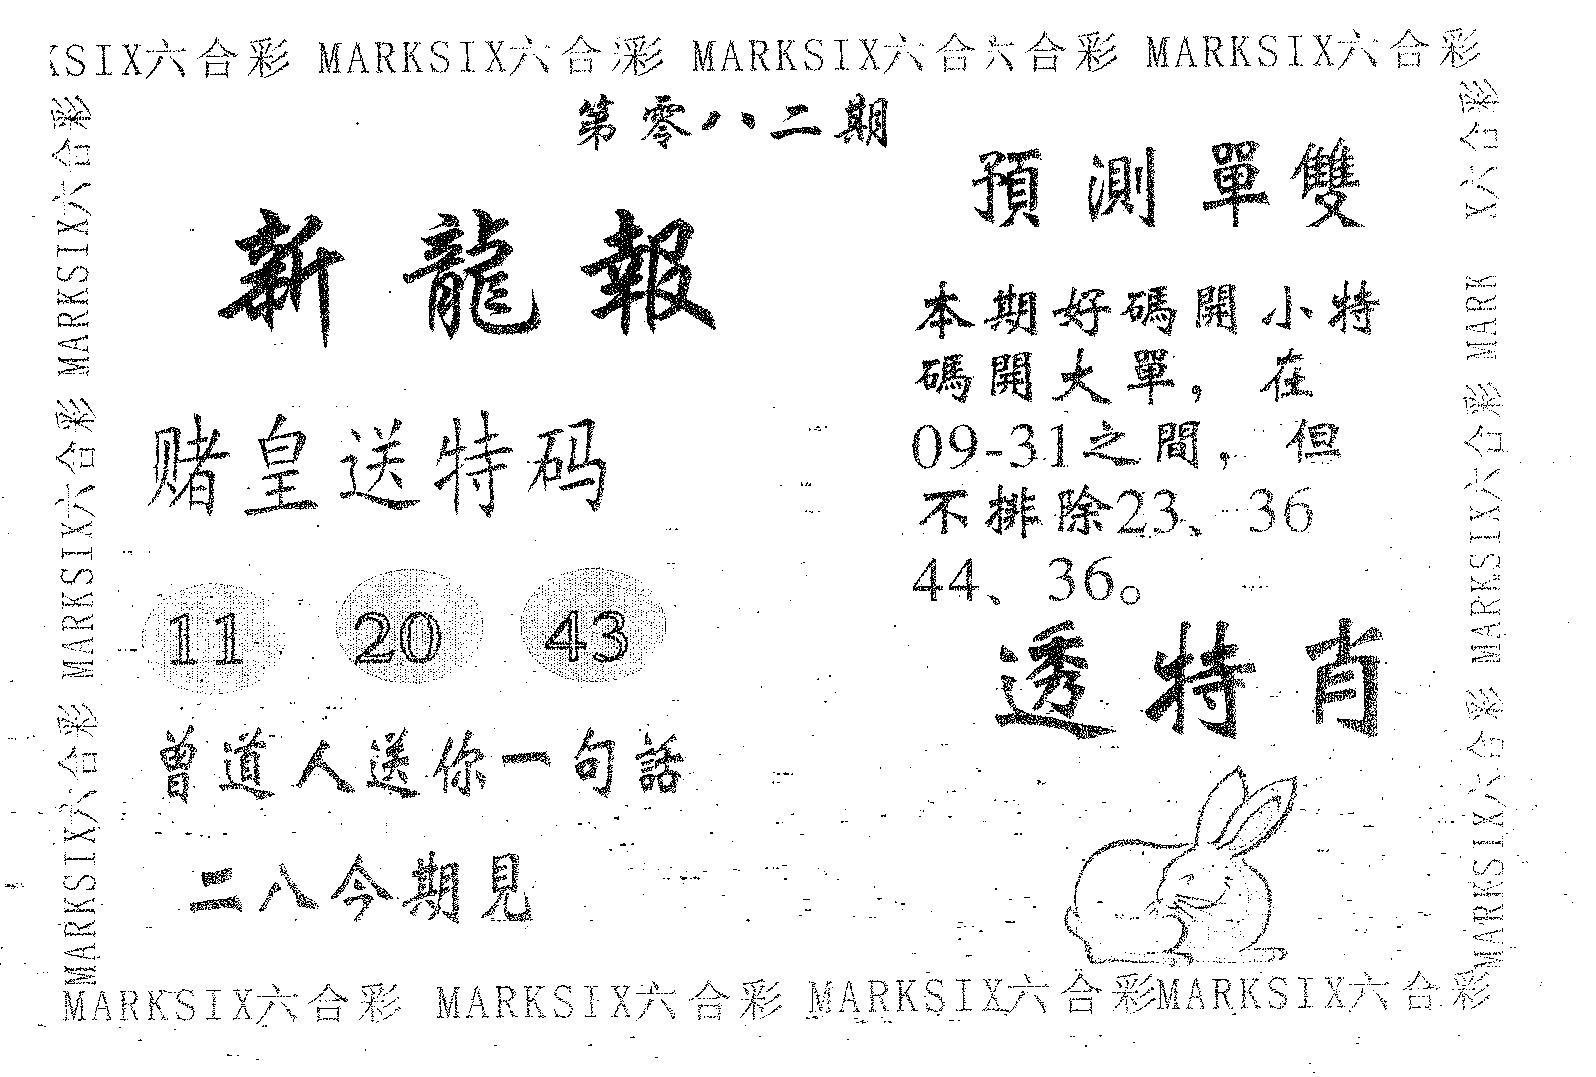 KSIX六合彩 MARKSIX六合彩 MARKSIX六合六合彩 MARKSIX六合彩
第零八二期
新龍報
赌皇送特码
11 20 43
曾道人送你一句話
二八今期見
預測單雙
本期好碼開小特
碼開大單，在
09-31之間，但
不排除23、36
44、36。
透特肖
MARKSIX六合彩 MARKSIX六合彩 MARKSIX六合彩
X六合彩 MARK MARKSIX六合彩 MARKSIX六合彩
MARKSIX六合彩 MARKSIX六合彩 MARKSIX六合彩MARKSIX六合彩